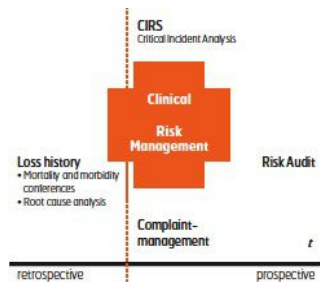 CIRS
Critical Incident Analysis
Clinical
Risk
Management
Loss history
• Mortality and morbidity
conferences
• Root cause analysis
Risk Audit
Complaint-
management
t
retrospective
prospective